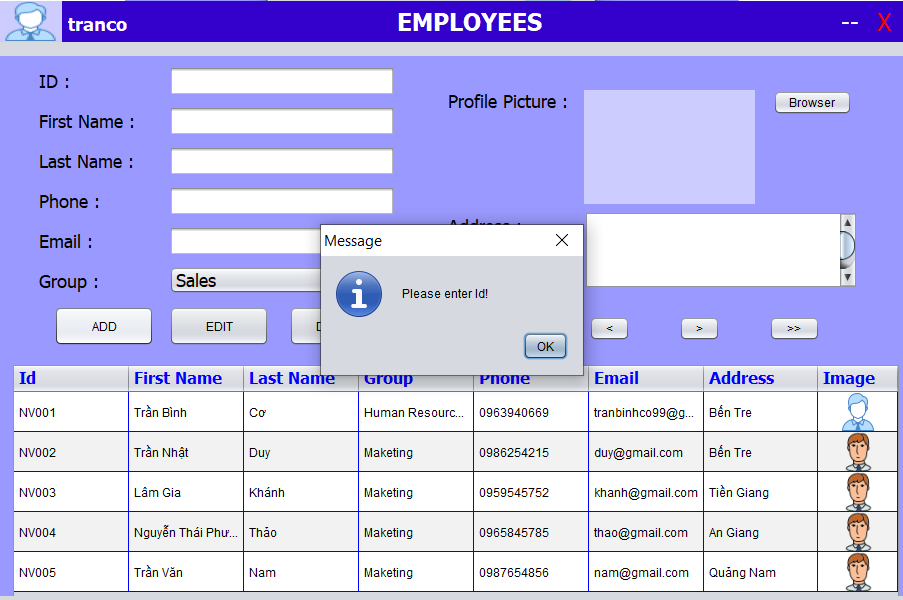 tranco
EMPLOYEES
-- X
ID :
First Name :
Last Name :
Phone :
Email :
Group :
Sales
Profile Picture :
Browser
Address :
Message
Please enter Id!
OK
ADD
EDIT
<
>
>>
Id First Name Last Name Group Phone Email Address Image
NV001 Trần Bình Cơ Human Resourc... 0963940669 tranbinhco99@g... Bến Tre
NV002 Trần Nhật Duy Maketing 0986254215 duy@gmail.com Bến Tre
NV003 Lâm Gia Khánh Maketing 0959545752 khanh@gmail.com Tiền Giang
NV004 Nguyễn Thái Phư... Thảo Maketing 0965845785 thao@gmail.com An Giang
NV005 Trần Văn Nam Maketing 0987654856 nam@gmail.com Quảng Nam